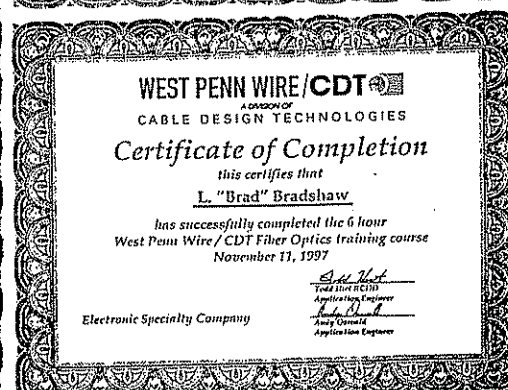 WEST PENN WIRE/CDT
A DIVISION OF
CABLE DESIGN TECHNOLOGIES
Certificate of Completion
this certifies that
L. "Brad" Bradshaw
has successfully completed the 6 hour
West Penn Wire/CDT Fiber Optics training course
November 11, 1997
Todd
Application Engineer
Electronic Specialty Company
Andy Oswald
Application Engineer